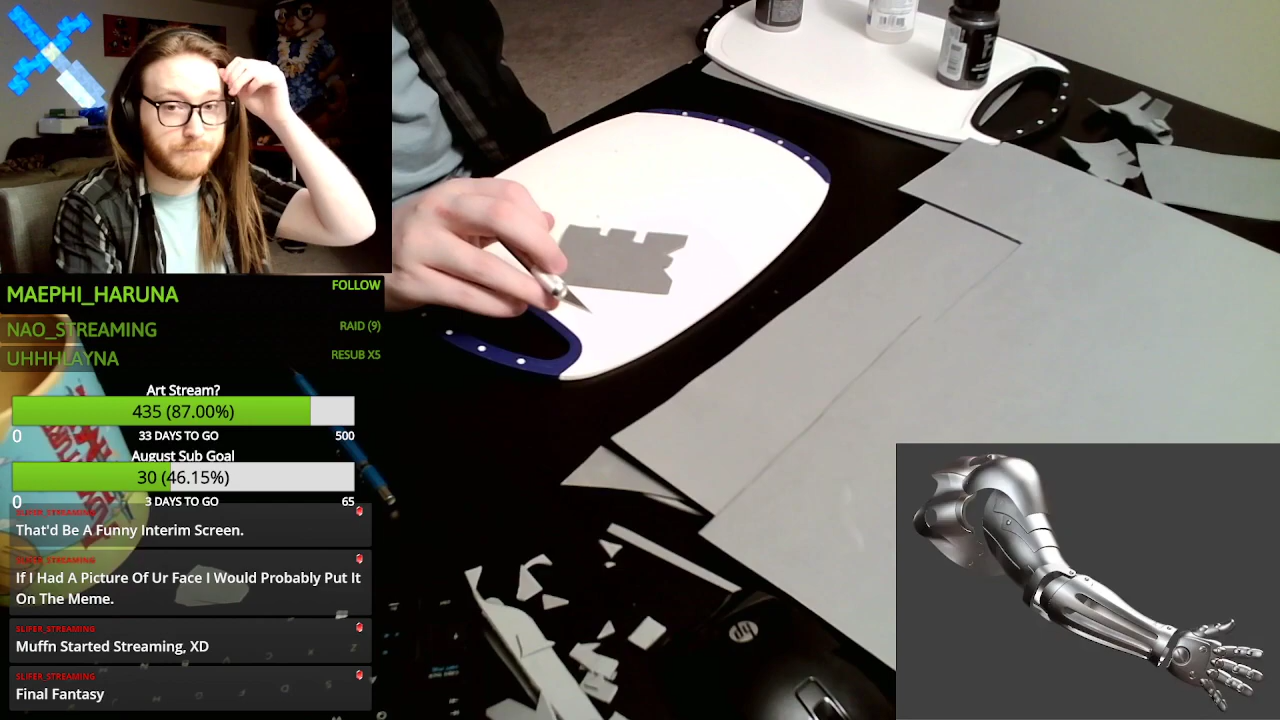 MAEPHI_HARUNA FOLLOW
NAO_STREAMING RAID (9)
UHHHLAYNA RESUB X5
Art Stream?
435 (87.00%)
0 33 DAYS TO GO 500
August Sub Goal
30 (46.15%)
0 3 DAYS TO GO 65
SLIFER_STREAMING
That'd Be A Funny Interim Screen.
SLIFER_STREAMING
If I Had A Picture Of Ur Face I Would Probably Put It
On The Meme.
SLIFER_STREAMING
Muffn Started Streaming, XD
SLIFER_STREAMING
Final Fantasy
hp